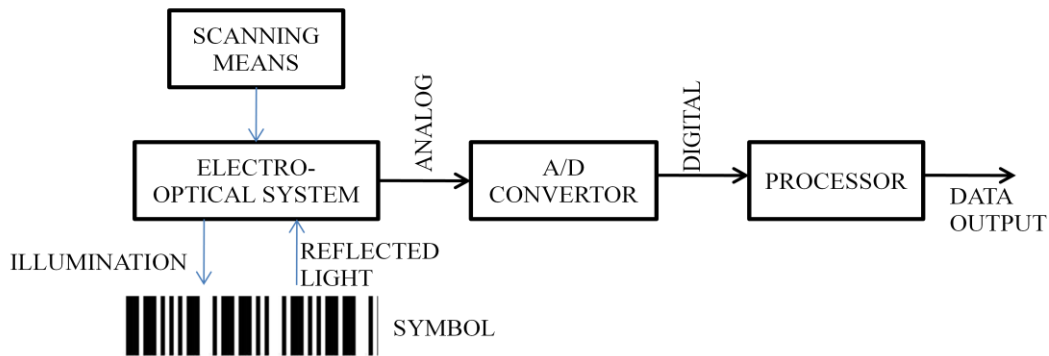 SCANNING
MEANS
ELECTRO-
OPTICAL SYSTEM
ANALOG
A/D
CONVERTOR
DIGITAL
PROCESSOR
DATA
OUTPUT
ILLUMINATION
REFLECTED
LIGHT
SYMBOL